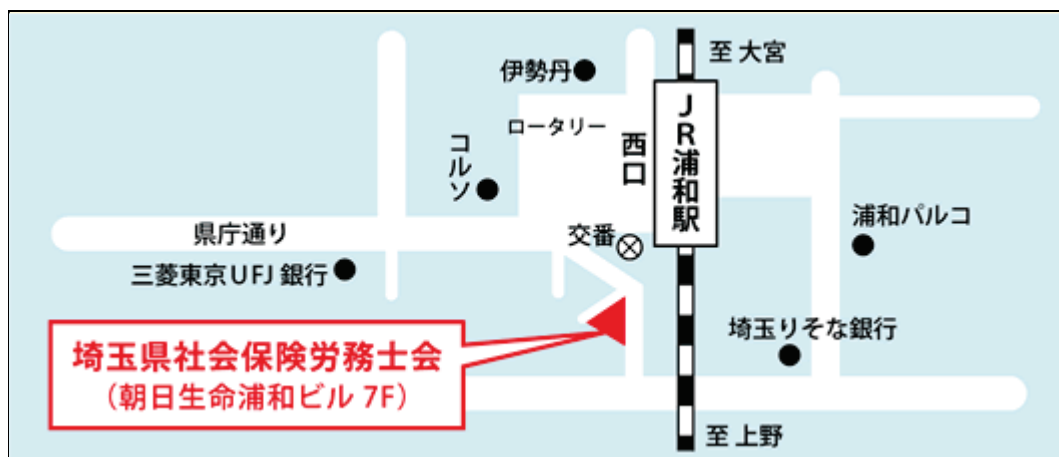 至 大宮
伊勢丹
JR浦和駅
ロータリー
西口
コルソ
浦和パルコ
県庁通り
交番
三菱東京UFJ 銀行
埼玉りそな銀行
埼玉県社会保険労務士会
（朝日生命浦和ビル 7F）
至 上野